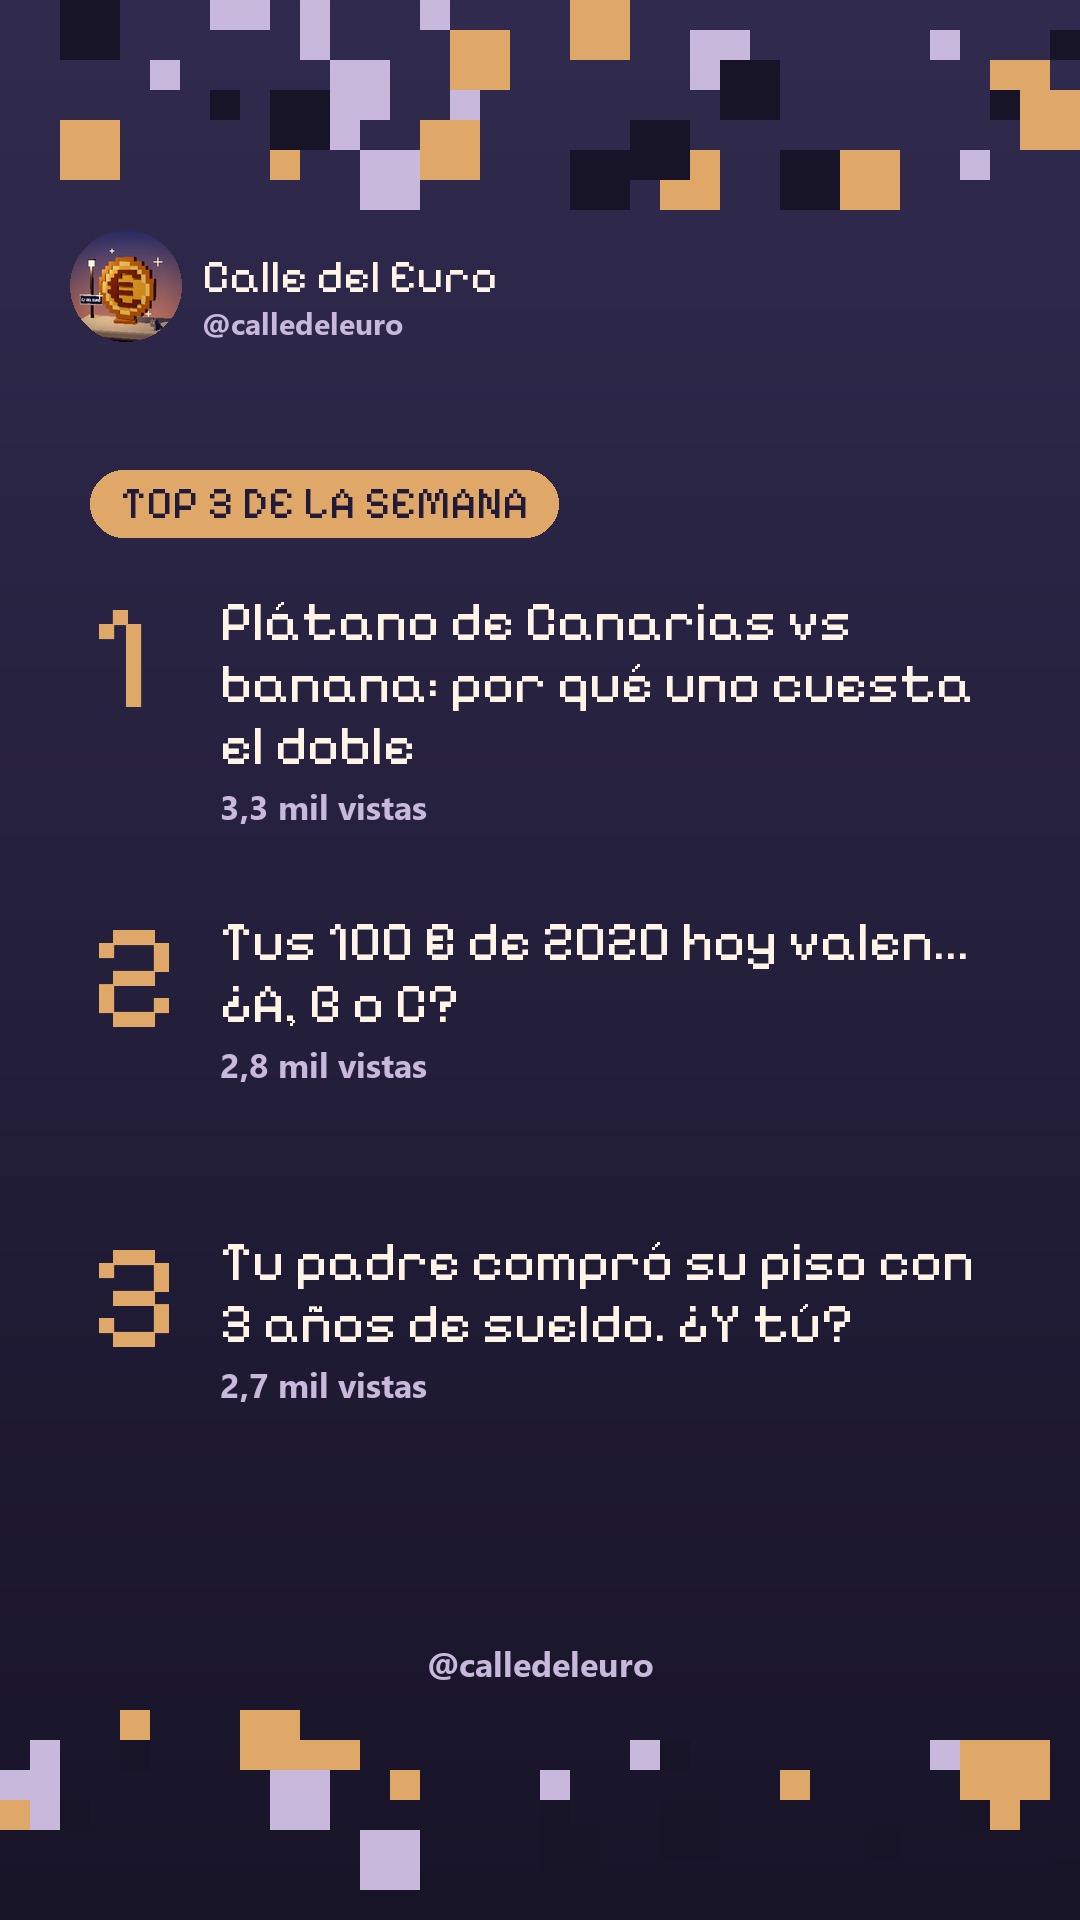 Calle del Euro
@calledeleuro
TOP 3 DE LA SEMANA
1
Plátano de Canarias vs
banana: por qué uno cuesta
el doble
3,3 mil vistas
2
Tus 100 € de 2020 hoy valen...
¿A, B o C?
2,8 mil vistas
3
Tu padre compró su piso con
3 años de sueldo. ¿Y tú?
2,7 mil vistas
@calledeleuro